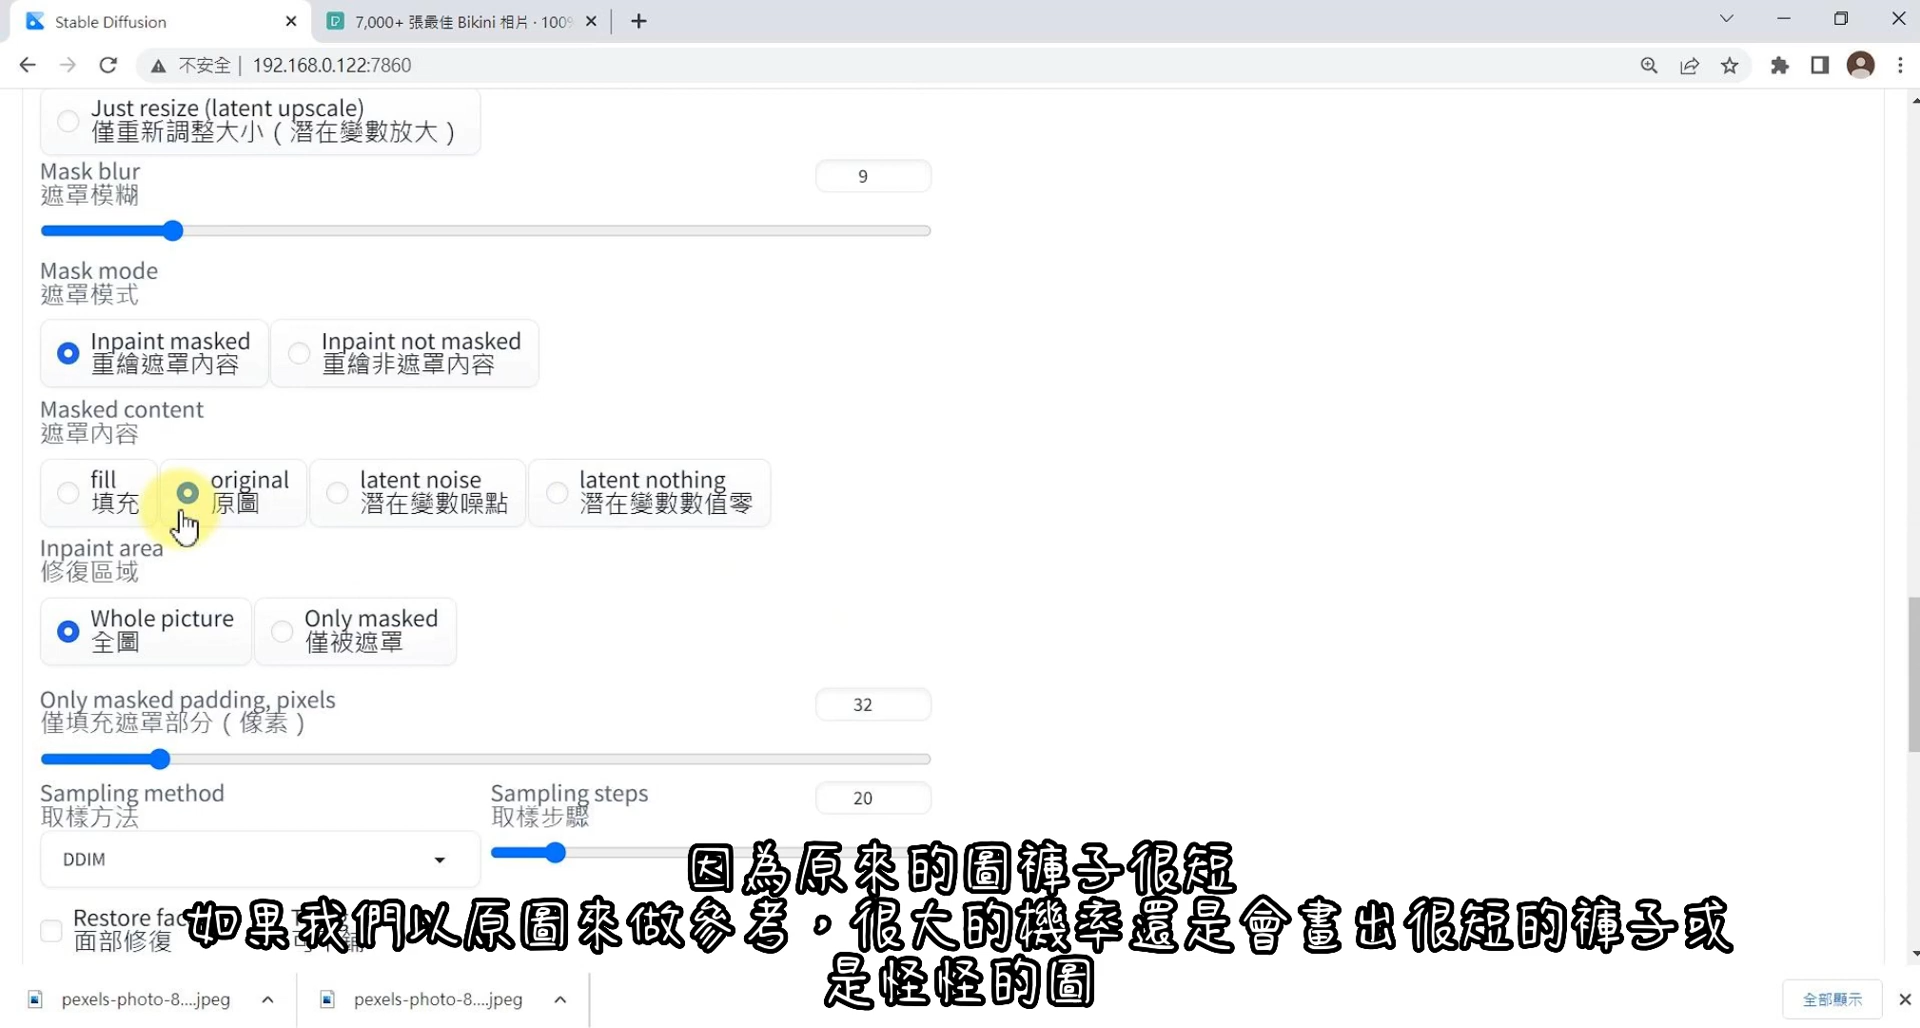 Stable Diffusion
7,000+ 張最佳 Bikini 相片 · 100%
不安全 | 192.168.0.122:7860
Just resize (latent upscale)
僅重新調整大小（潛在變數放大）
Mask blur
遮罩模糊
9
Mask mode
遮罩模式
Inpaint masked
重繪遮罩內容
Inpaint not masked
重繪非遮罩內容
Masked content
遮罩內容
fill
填充
original
原圖
latent noise
潛在變數噪點
latent nothing
潛在變數數值零
Inpaint area
修復區域
Whole picture
全圖
Only masked
僅被遮罩
Only masked padding, pixels
僅填充遮罩部分（像素）
32
Sampling method
取樣方法
DDIM
Sampling steps
取樣步驟
20
Restore fac
面部修復
因為原來的圖褲子很短
如果我們以原圖來做參考，很大的機率還是會畫出很短的褲子或
是怪怪的圖
pexels-photo-8....jpeg
pexels-photo-8....jpeg
全部顯示